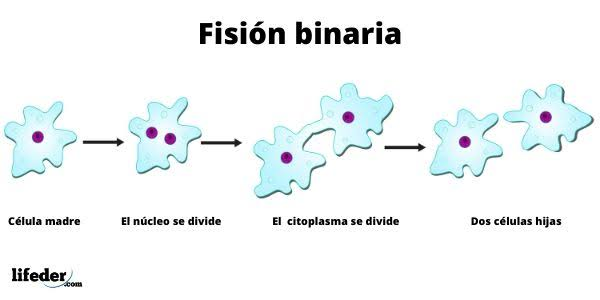 Fisión binaria
Célula madre
El núcleo se divide
El citoplasma se divide
Dos células hijas
lifeder.com